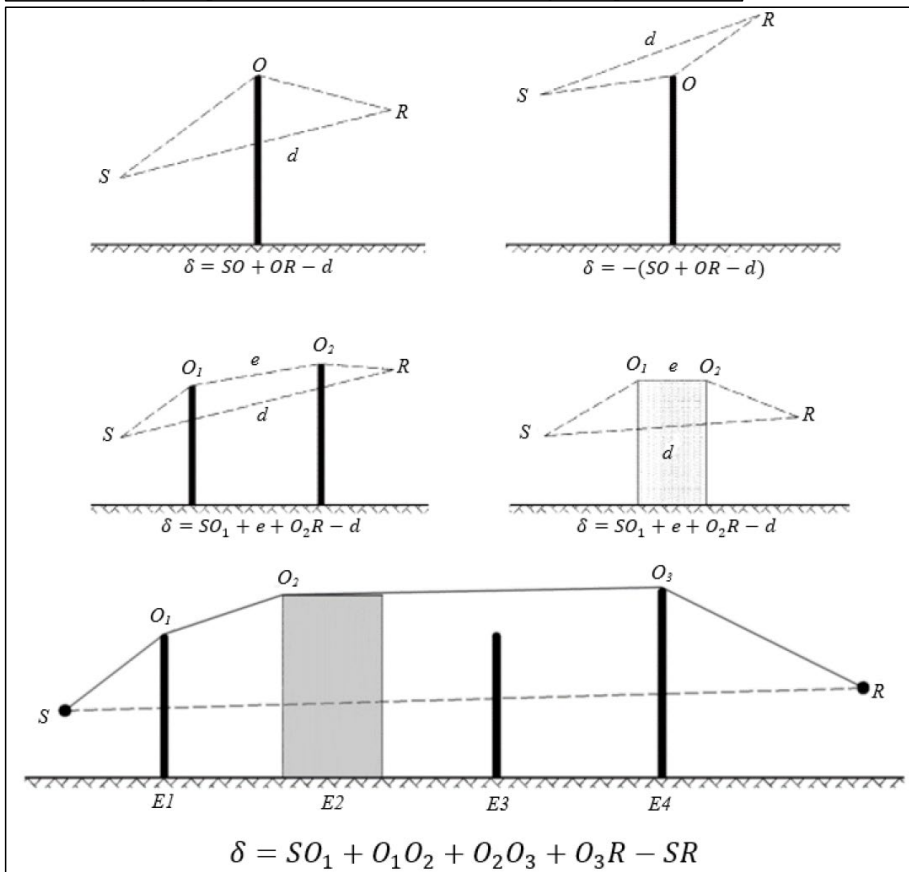 O
d
R
S
δ = SO + OR − d
R
d
S
O
δ = −(SO + OR − d)
O₁
e
O₂
R
S
d
δ = SO₁ + e + O₂R − d
O₁ e O₂
S
R
d
δ = SO₁ + e + O₂R − d
O₁
O₂
O₃
S
R
E1 E2 E3 E4
δ = SO₁ + O₁O₂ + O₂O₃ + O₃R − SR